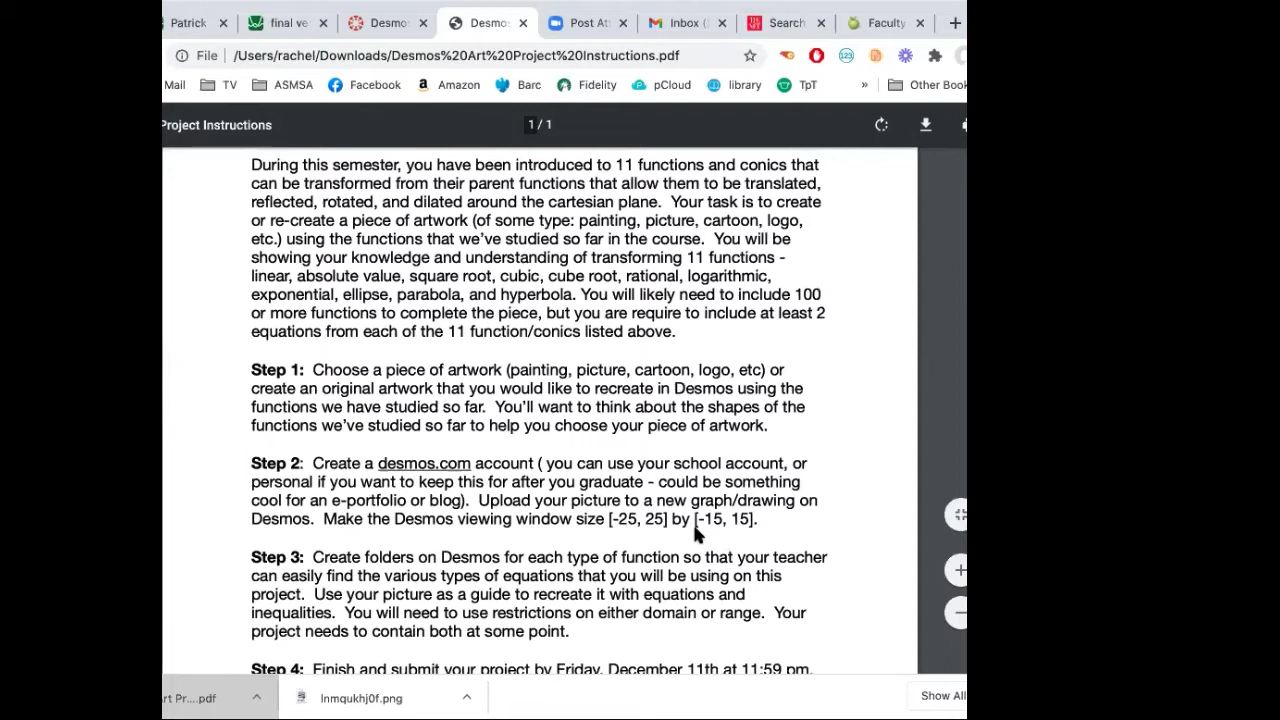 Patrick
final ve
Desmo
Desmo
Post At
Inbox (
Search
Faculty
File
/Users/rachel/Downloads/Desmos%20Art%20Project%20Instructions.pdf
123
Mail TV ASMSA Facebook Amazon Barc Fidelity pCloud library TpT » Other Book
Project Instructions 1 / 1
During this semester, you have been introduced to 11 functions and conics that
can be transformed from their parent functions that allow them to be translated,
reflected, rotated, and dilated around the cartesian plane. Your task is to create
or re-create a piece of artwork (of some type: painting, picture, cartoon, logo,
etc.) using the functions that we've studied so far in the course. You will be
showing your knowledge and understanding of transforming 11 functions -
linear, absolute value, square root, cubic, cube root, rational, logarithmic,
exponential, ellipse, parabola, and hyperbola. You will likely need to include 100
or more functions to complete the piece, but you are require to include at least 2
equations from each of the 11 function/conics listed above.
Step 1: Choose a piece of artwork (painting, picture, cartoon, logo, etc) or
create an original artwork that you would like to recreate in Desmos using the
functions we have studied so far. You'll want to think about the shapes of the
functions we've studied so far to help you choose your piece of artwork.
Step 2: Create a desmos.com account ( you can use your school account, or
personal if you want to keep this for after you graduate - could be something
cool for an e-portfolio or blog). Upload your picture to a new graph/drawing on
Desmos. Make the Desmos viewing window size [-25, 25] by [-15, 15].
Step 3: Create folders on Desmos for each type of function so that your teacher
can easily find the various types of equations that you will be using on this
project. Use your picture as a guide to recreate it with equations and
inequalities. You will need to use restrictions on either domain or range. Your
project needs to contain both at some point.
Step 4: Finish and submit your project by Friday, December 11th at 11:59 pm.
rt Pr....pdf
lnmqukhj0f.png
Show All